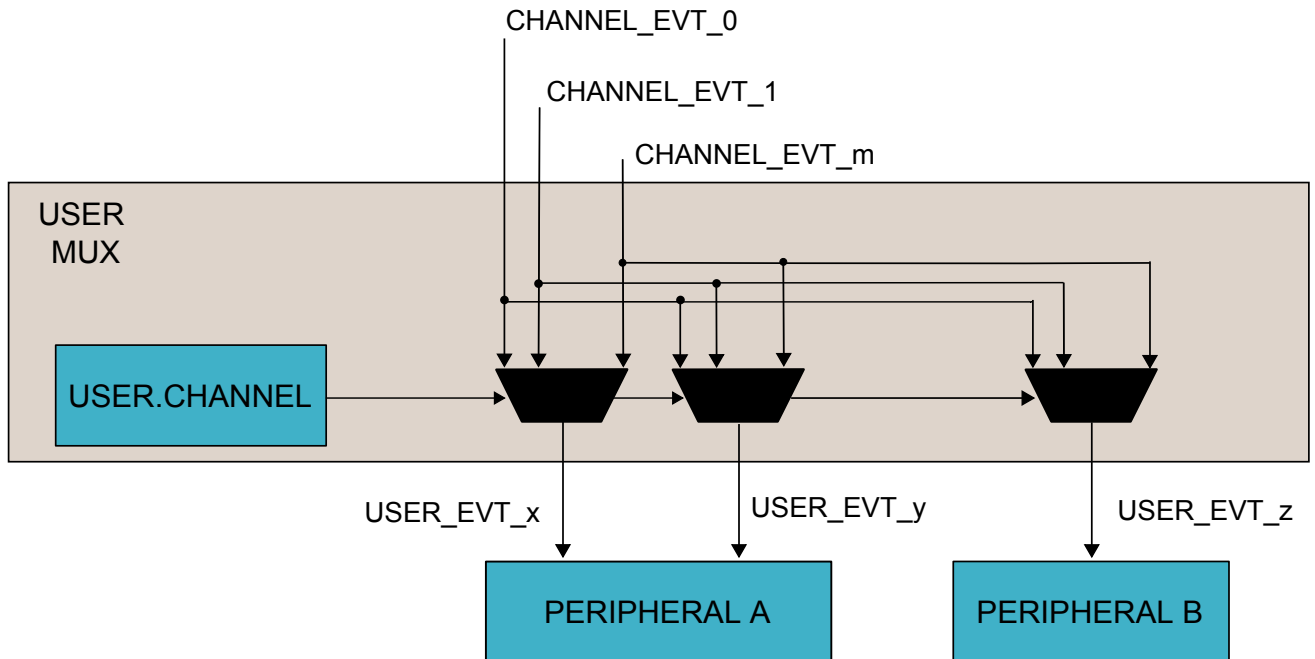 CHANNEL_EVT_0
CHANNEL_EVT_1
CHANNEL_EVT_m
USER
MUX
USER.CHANNEL
USER_EVT_x
USER_EVT_y
USER_EVT_z
PERIPHERAL A
PERIPHERAL B